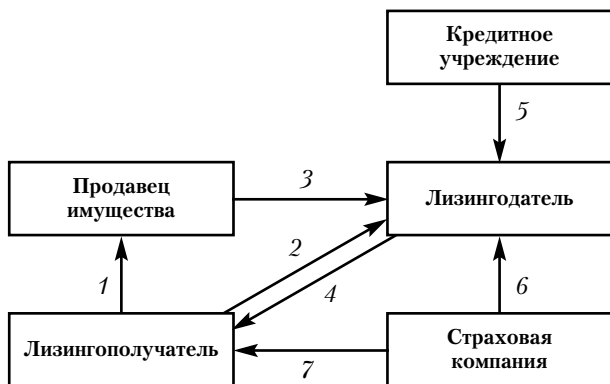 Кредитное
учреждение
5
Продавец
имущества
3
Лизингодатель
1
2
4
6
Лизингополучатель
7
Страховая
компания